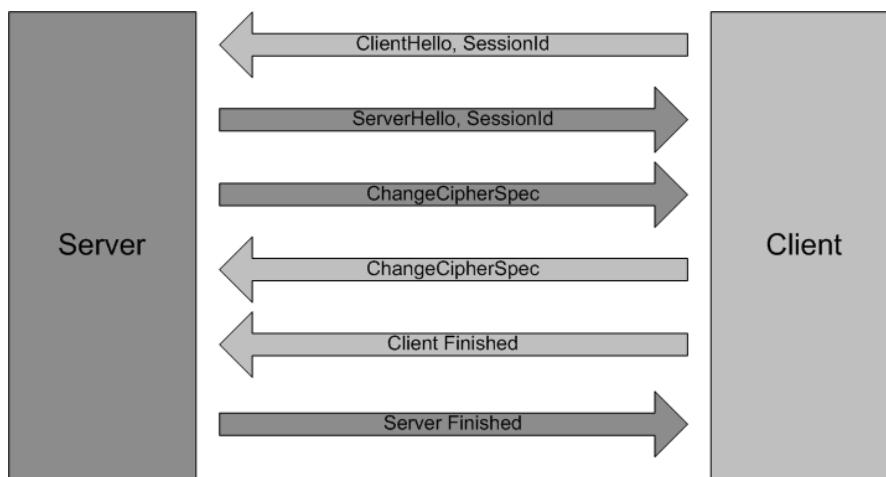 ClientHello, SessionId
ServerHello, SessionId
ChangeCipherSpec
Server
Client
ChangeCipherSpec
Client Finished
Server Finished